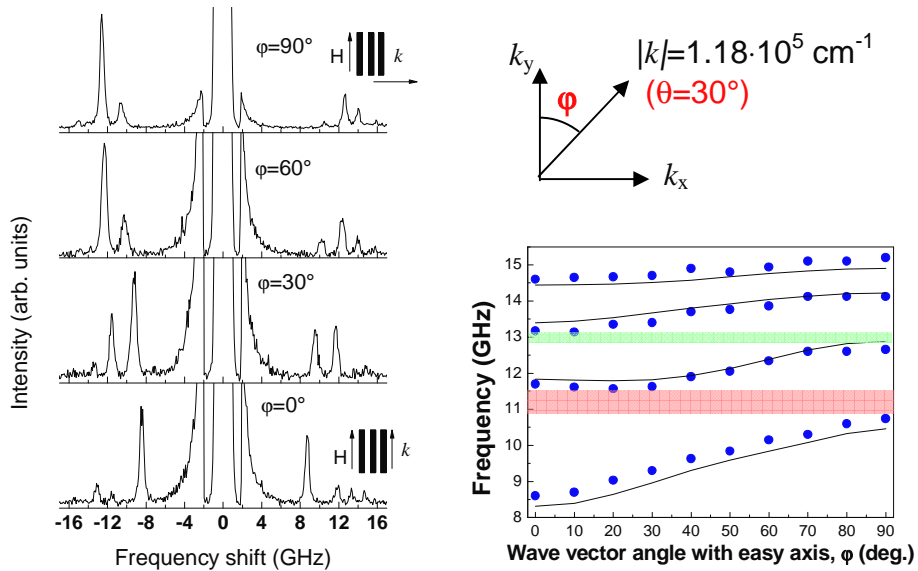 φ=90°
H
k
φ=60°
φ=30°
φ=0°
H
k
-16 -12 -8 -4 0 4 8 12 16
Frequency shift (GHz)
Intensity (arb. units)
k_y
φ
k_x
|k|=1.18·10⁵ cm⁻¹
(θ=30°)
15
14
13
12
11
10
9
8
0 10 20 30 40 50 60 70 80 90
Frequency (GHz)
Wave vector angle with easy axis, φ (deg.)